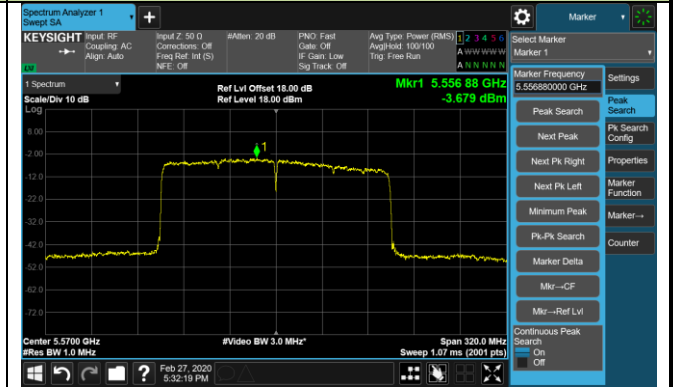 Spectrum Analyzer 1
Swept SA
+
Marker
KEYSIGHT
Input: RF
Coupling: AC
Align: Auto
Input Z: 50 Ω
Corrections: Off
Freq Ref: Int (S)
NFE: Off
#Atten: 20 dB
PNO: Fast
Gate: Off
IF Gain: Low
Sig Track: Off
Avg Type: Power (RMS)
Avg|Hold: 100/100
Trig: Free Run
1 2 3 4 5 6
A W W W W W
A N N N N N
Select Marker
Marker 1
LXI
1 Spectrum
Scale/Div 10 dB
Log
Ref Lvl Offset 18.00 dB
Ref Level 18.00 dBm
Mkr1 5.556 88 GHz
-3.679 dBm
8.00
-2.00
-12.0
-22.0
-32.0
-42.0
-52.0
-62.0
-72.0
1
Center 5.5700 GHz
#Res BW 1.0 MHz
#Video BW 3.0 MHz*
Span 320.0 MHz
Sweep 1.07 ms (2001 pts)
Marker Frequency
5.556880000 GHz
Peak Search
Next Peak
Next Pk Right
Next Pk Left
Minimum Peak
Pk-Pk Search
Marker Delta
Mkr→CF
Mkr→Ref Lvl
Continuous Peak
Search
On
Off
Settings
Peak
Search
Pk Search
Config
Properties
Marker
Function
Marker→
Counter
?
Feb 27, 2020
5:32:19 PM